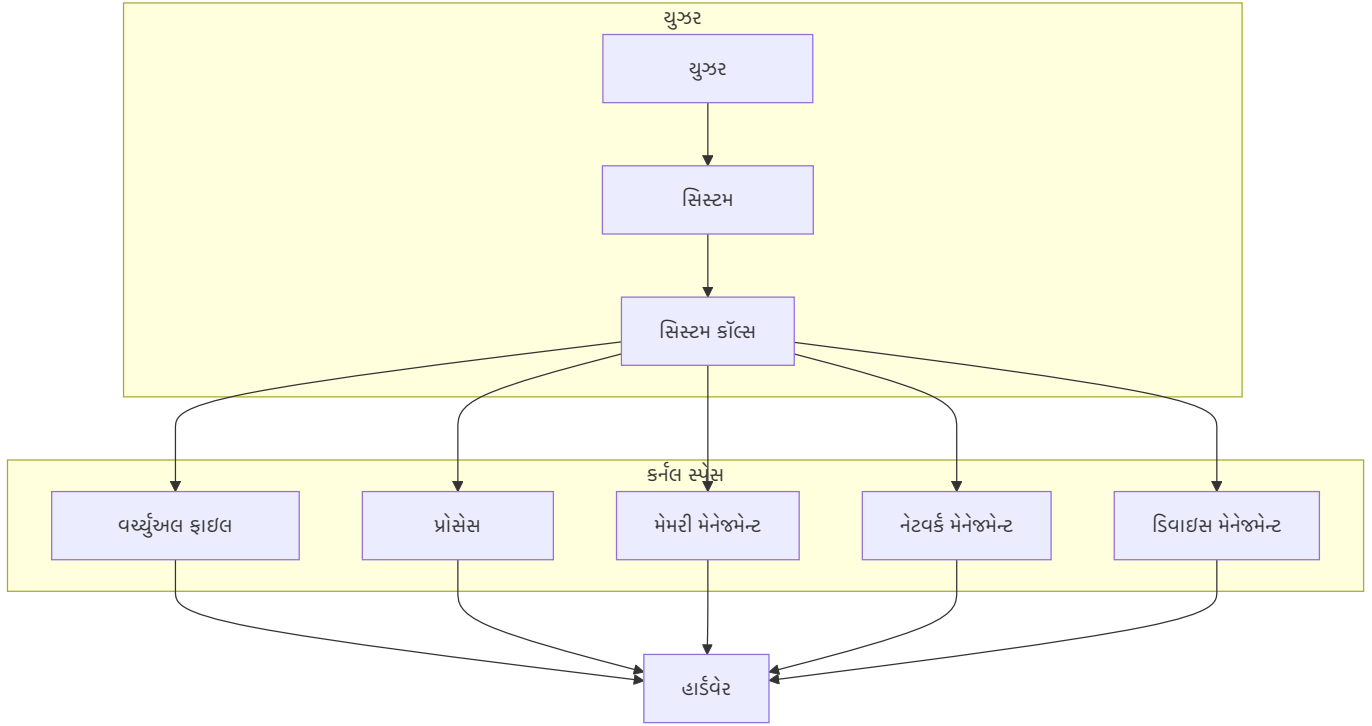 યુઝર
યુઝર
સિસ્ટમ
સિસ્ટમ કૉલ્સ
કર્નલ સ્પેસ
વર્ચ્યુઅલ ફાઇલ
પ્રોસેસ
મેમરી મેનેજમેન્ટ
નેટવર્ક મેનેજમેન્ટ
ડિવાઇસ મેનેજમેન્ટ
હાર્ડવેર